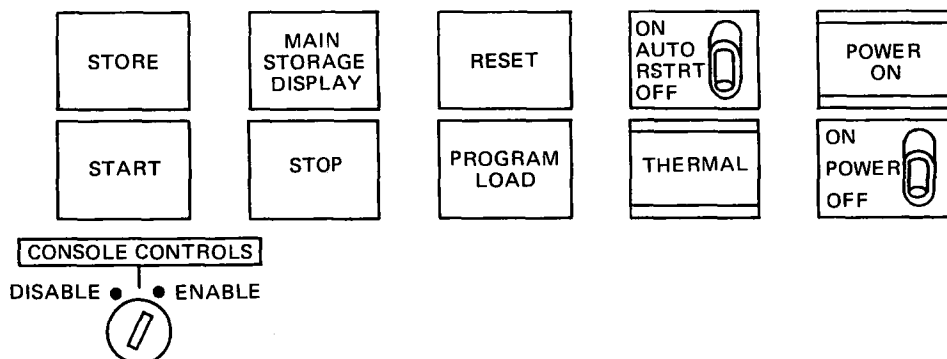 STORE
MAIN
STORAGE
DISPLAY
RESET
ON
AUTO
RSTRT
OFF
POWER
ON
START
STOP
PROGRAM
LOAD
THERMAL
ON
POWER
OFF
CONSOLE CONTROLS
DISABLE ENABLE